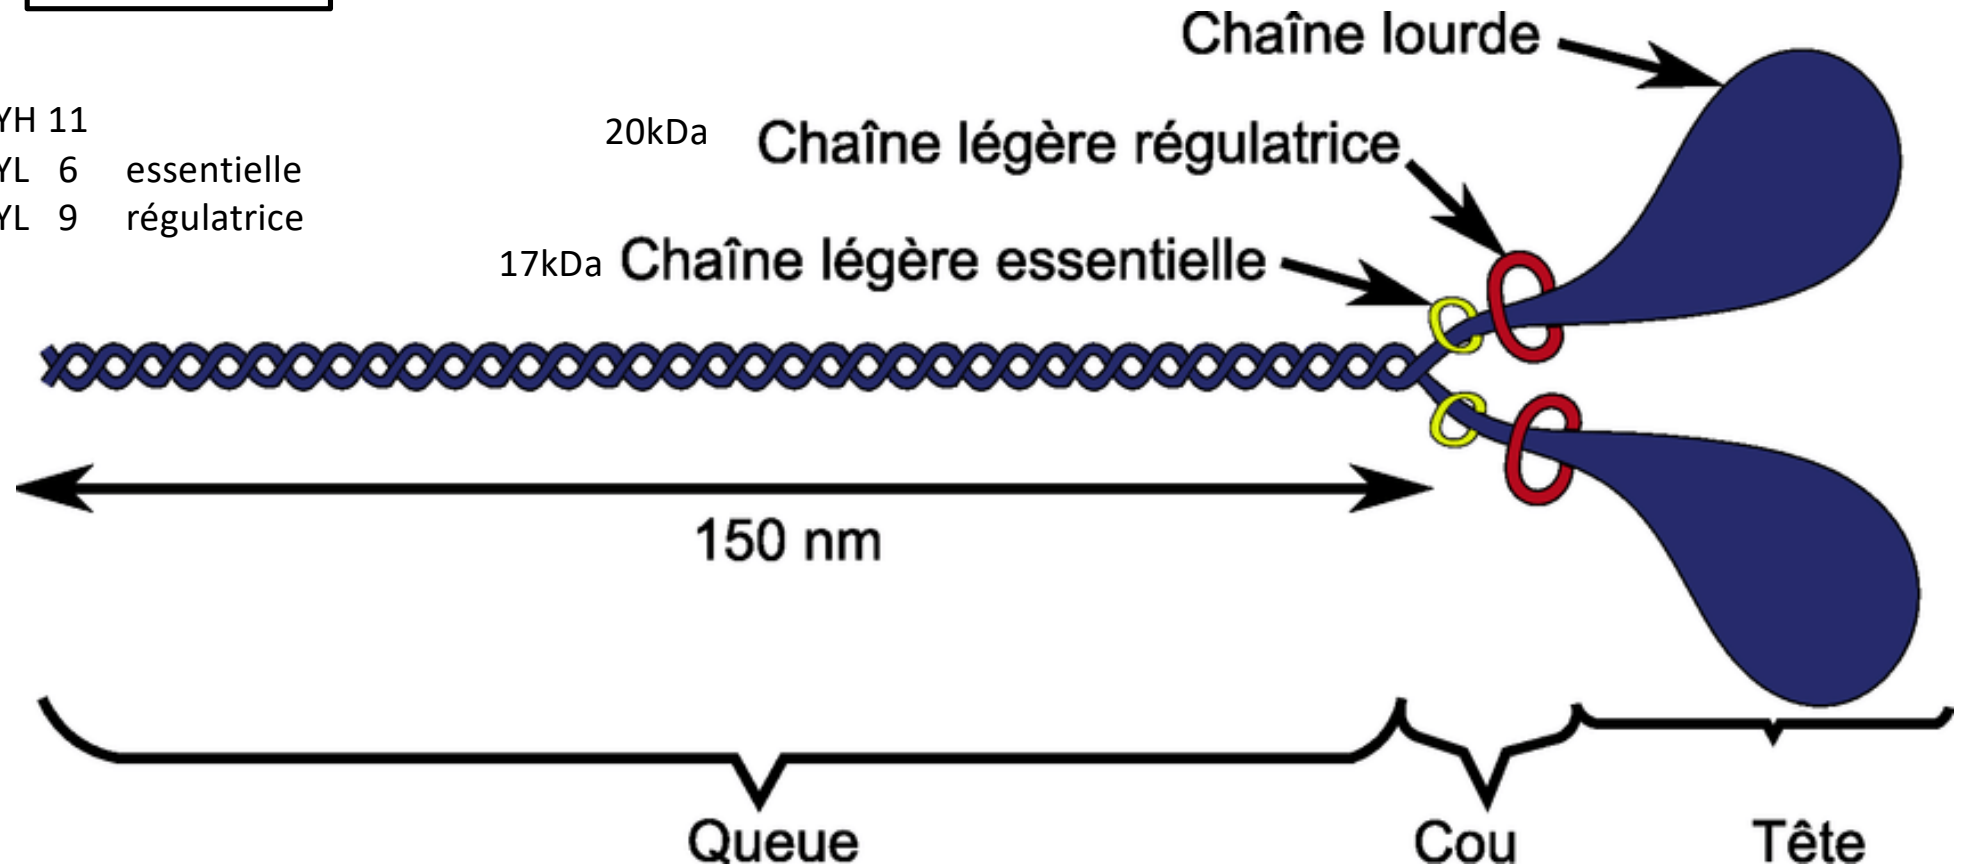 Chaîne lourde
YH 11
20kDa Chaîne légère régulatrice
YL 6 essentielle
YL 9 régulatrice
17kDa Chaîne légère essentielle
150 nm
Queue Cou Tête